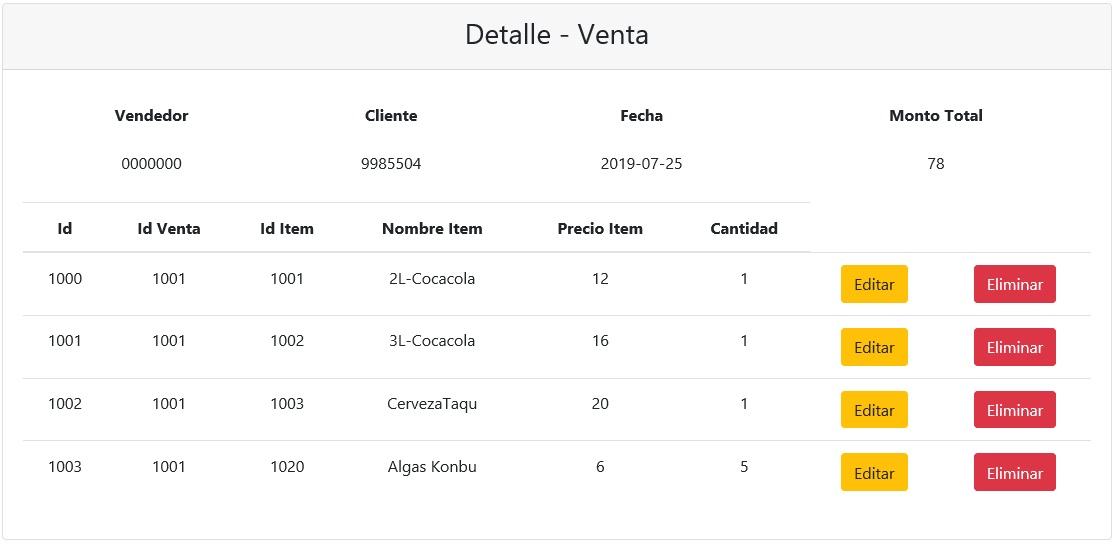 Detalle - Venta
Vendedor Cliente Fecha Monto Total
0000000 9985504 2019-07-25 78
Id Id Venta Id Item Nombre Item Precio Item Cantidad
1000 1001 1001 2L-Cocacola 12 1 Editar Eliminar
1001 1001 1002 3L-Cocacola 16 1 Editar Eliminar
1002 1001 1003 CervezaTaqu 20 1 Editar Eliminar
1003 1001 1020 Algas Konbu 6 5 Editar Eliminar